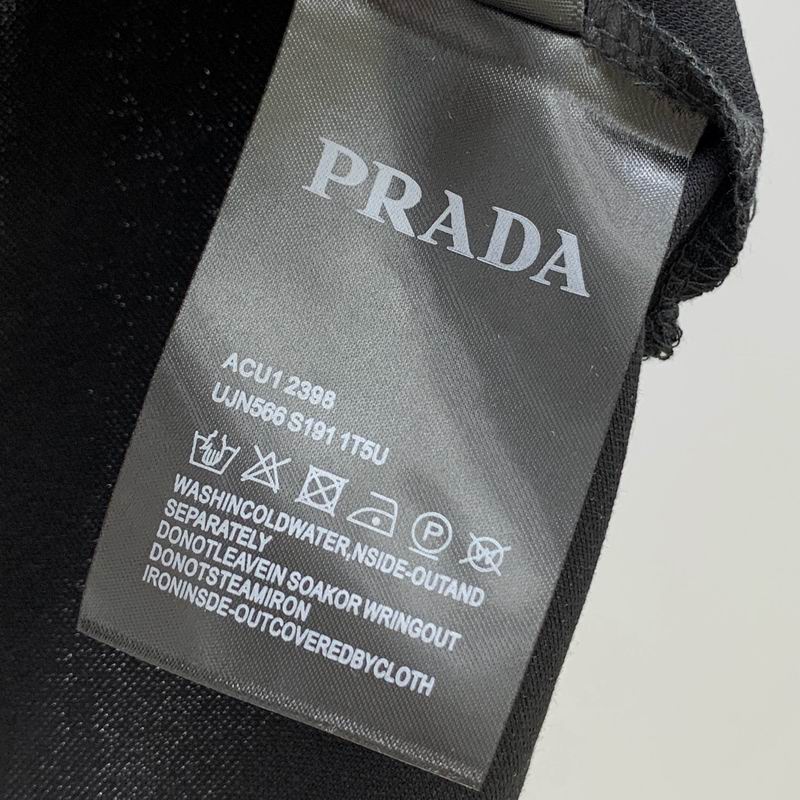 PRADA
ACU1 2398
UJN566 S191 1T5U
P
WASHINCOLDWATER,NSIDE-OUTAND
SEPARATELY
DONOTLEAVEIN SOAKOR WRINGOUT
DONOTSTEAMIRON
IRONINSDE-OUTCOVEREDBYCLOTH